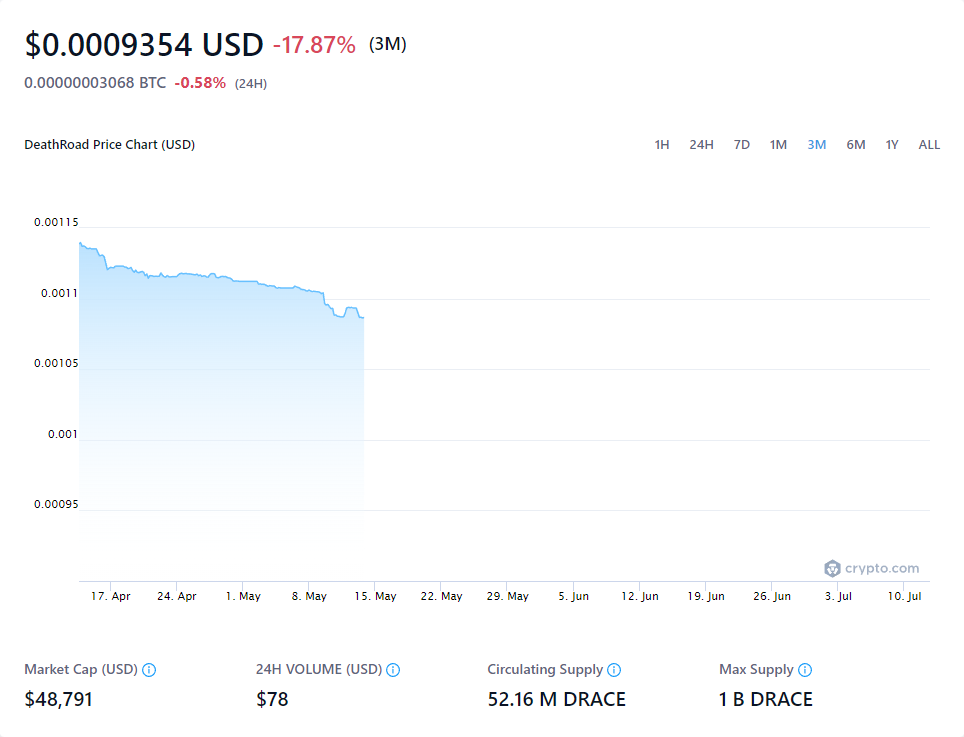 $0.0009354 USD -17.87% (3M)
0.00000003068 BTC -0.58% (24H)
DeathRoad Price Chart (USD)
1H 24H 7D 1M 3M 6M 1Y ALL
0.00115
0.0011
0.00105
0.001
0.00095
crypto.com
17. Apr 24. Apr 1. May 8. May 15. May 22. May 29. May 5. Jun 12. Jun 19. Jun 26. Jun 3. Jul 10. Jul
Market Cap (USD) 24H VOLUME (USD) Circulating Supply Max Supply
$48,791 $78 52.16 M DRACE 1 B DRACE